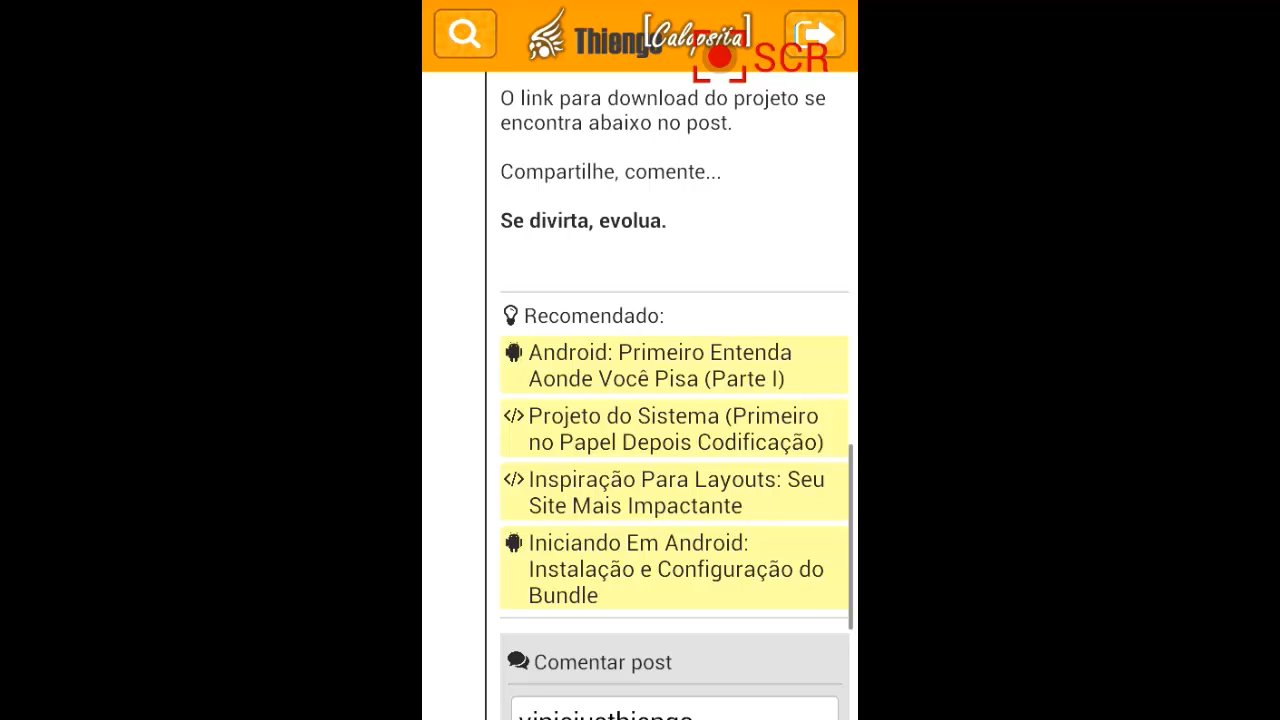 Thiengo [Calopsita]
SCR
O link para download do projeto se
encontra abaixo no post.
Compartilhe, comente...
Se divirta, evolua.
Recomendado:
Android: Primeiro Entenda
Aonde Você Pisa (Parte I)
</> Projeto do Sistema (Primeiro
no Papel Depois Codificação)
</> Inspiração Para Layouts: Seu
Site Mais Impactante
Iniciando Em Android:
Instalação e Configuração do
Bundle
Comentar post
viniciusthiengo